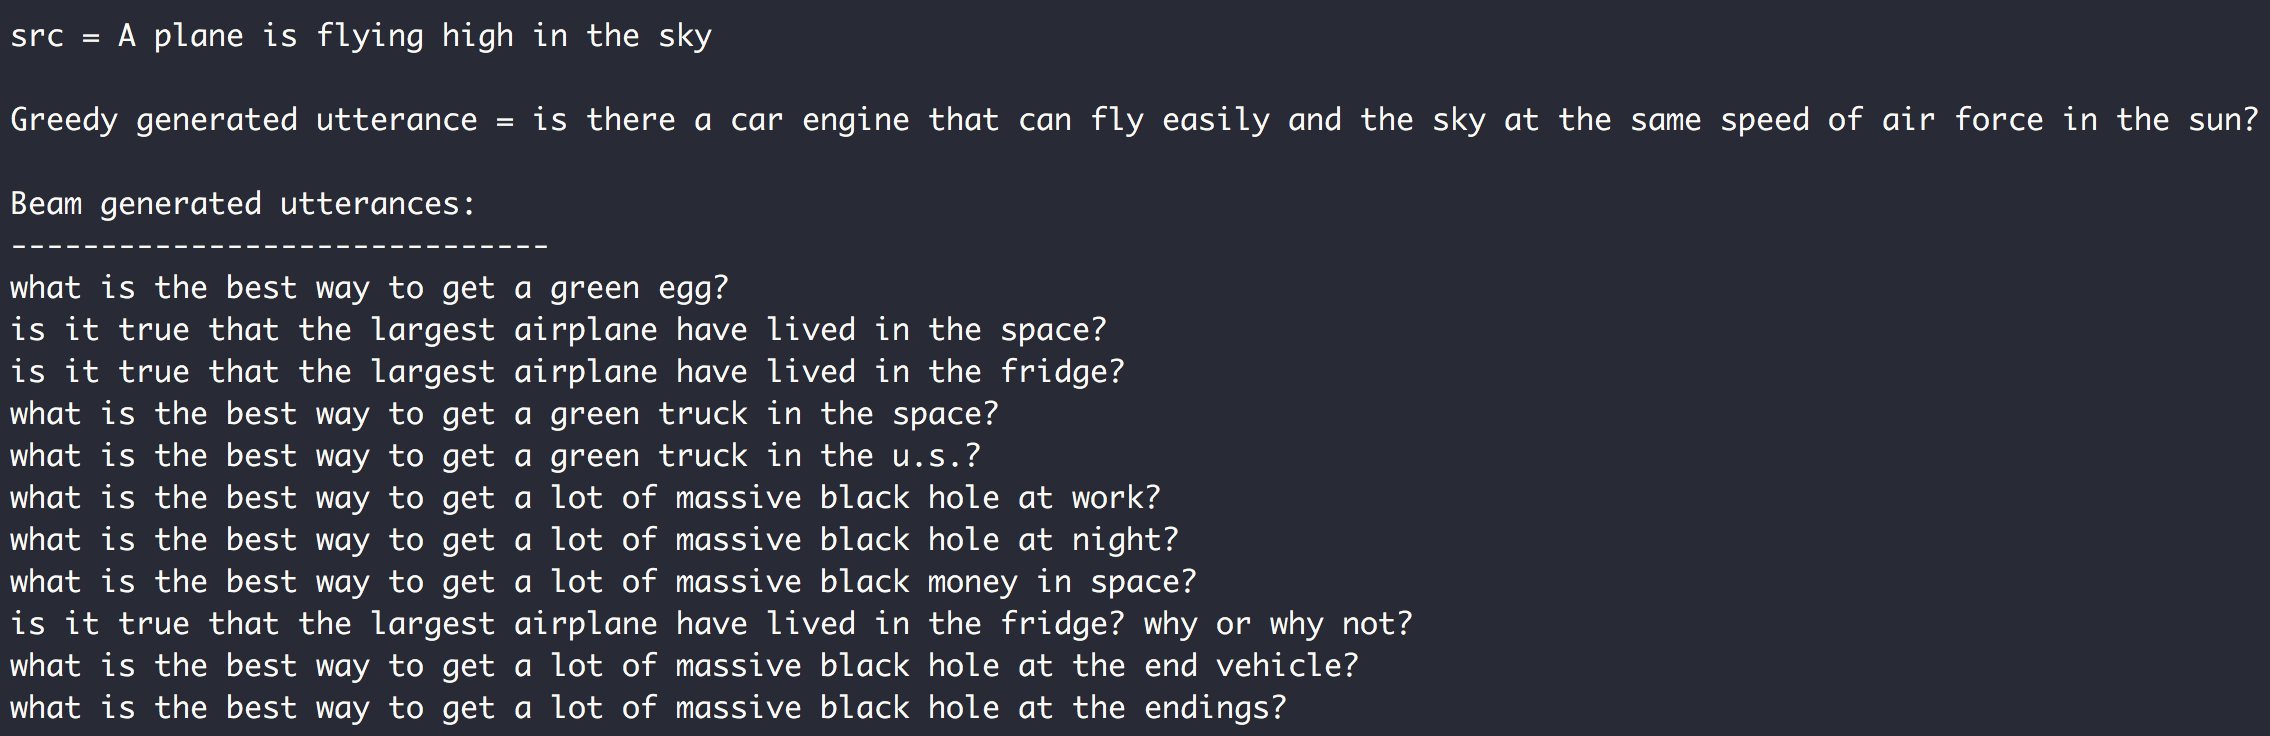 src = A plane is flying high in the sky
Greedy generated utterance = is there a car engine that can fly easily and the sky at the same speed of air force in the sun?
Beam generated utterances:
------------------------------
what is the best way to get a green egg?
is it true that the largest airplane have lived in the space?
is it true that the largest airplane have lived in the fridge?
what is the best way to get a green truck in the space?
what is the best way to get a green truck in the u.s.?
what is the best way to get a lot of massive black hole at work?
what is the best way to get a lot of massive black hole at night?
what is the best way to get a lot of massive black money in space?
is it true that the largest airplane have lived in the fridge? why or why not?
what is the best way to get a lot of massive black hole at the end vehicle?
what is the best way to get a lot of massive black hole at the endings?